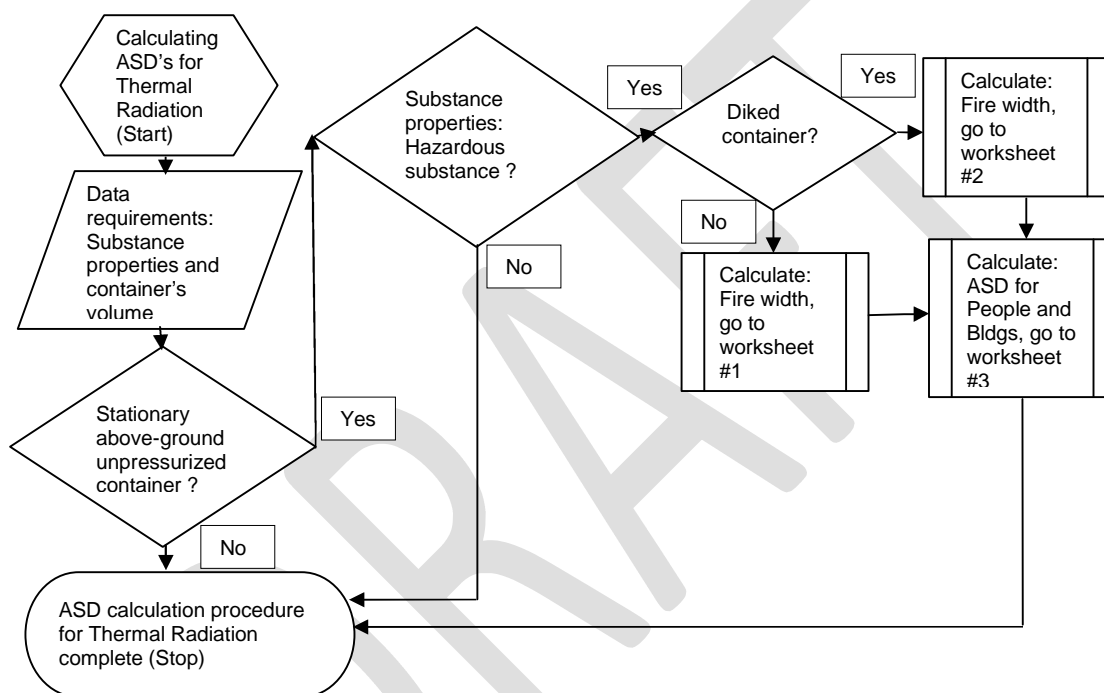 Calculating
ASD's for
Thermal
Radiation
(Start)
Data
requirements:
Substance
properties and
container's
volume
Stationary
above-ground
unpressurized
container ?
Yes
No
ASD calculation procedure
for Thermal Radiation
complete (Stop)
Substance
properties:
Hazardous
substance ?
Yes
No
Diked
container?
Yes
No
Calculate:
Fire width,
go to
worksheet
#2
Calculate:
Fire width,
go to
worksheet
#1
Calculate:
ASD for
People and
Bldgs, go to
worksheet
#3
DRAFT